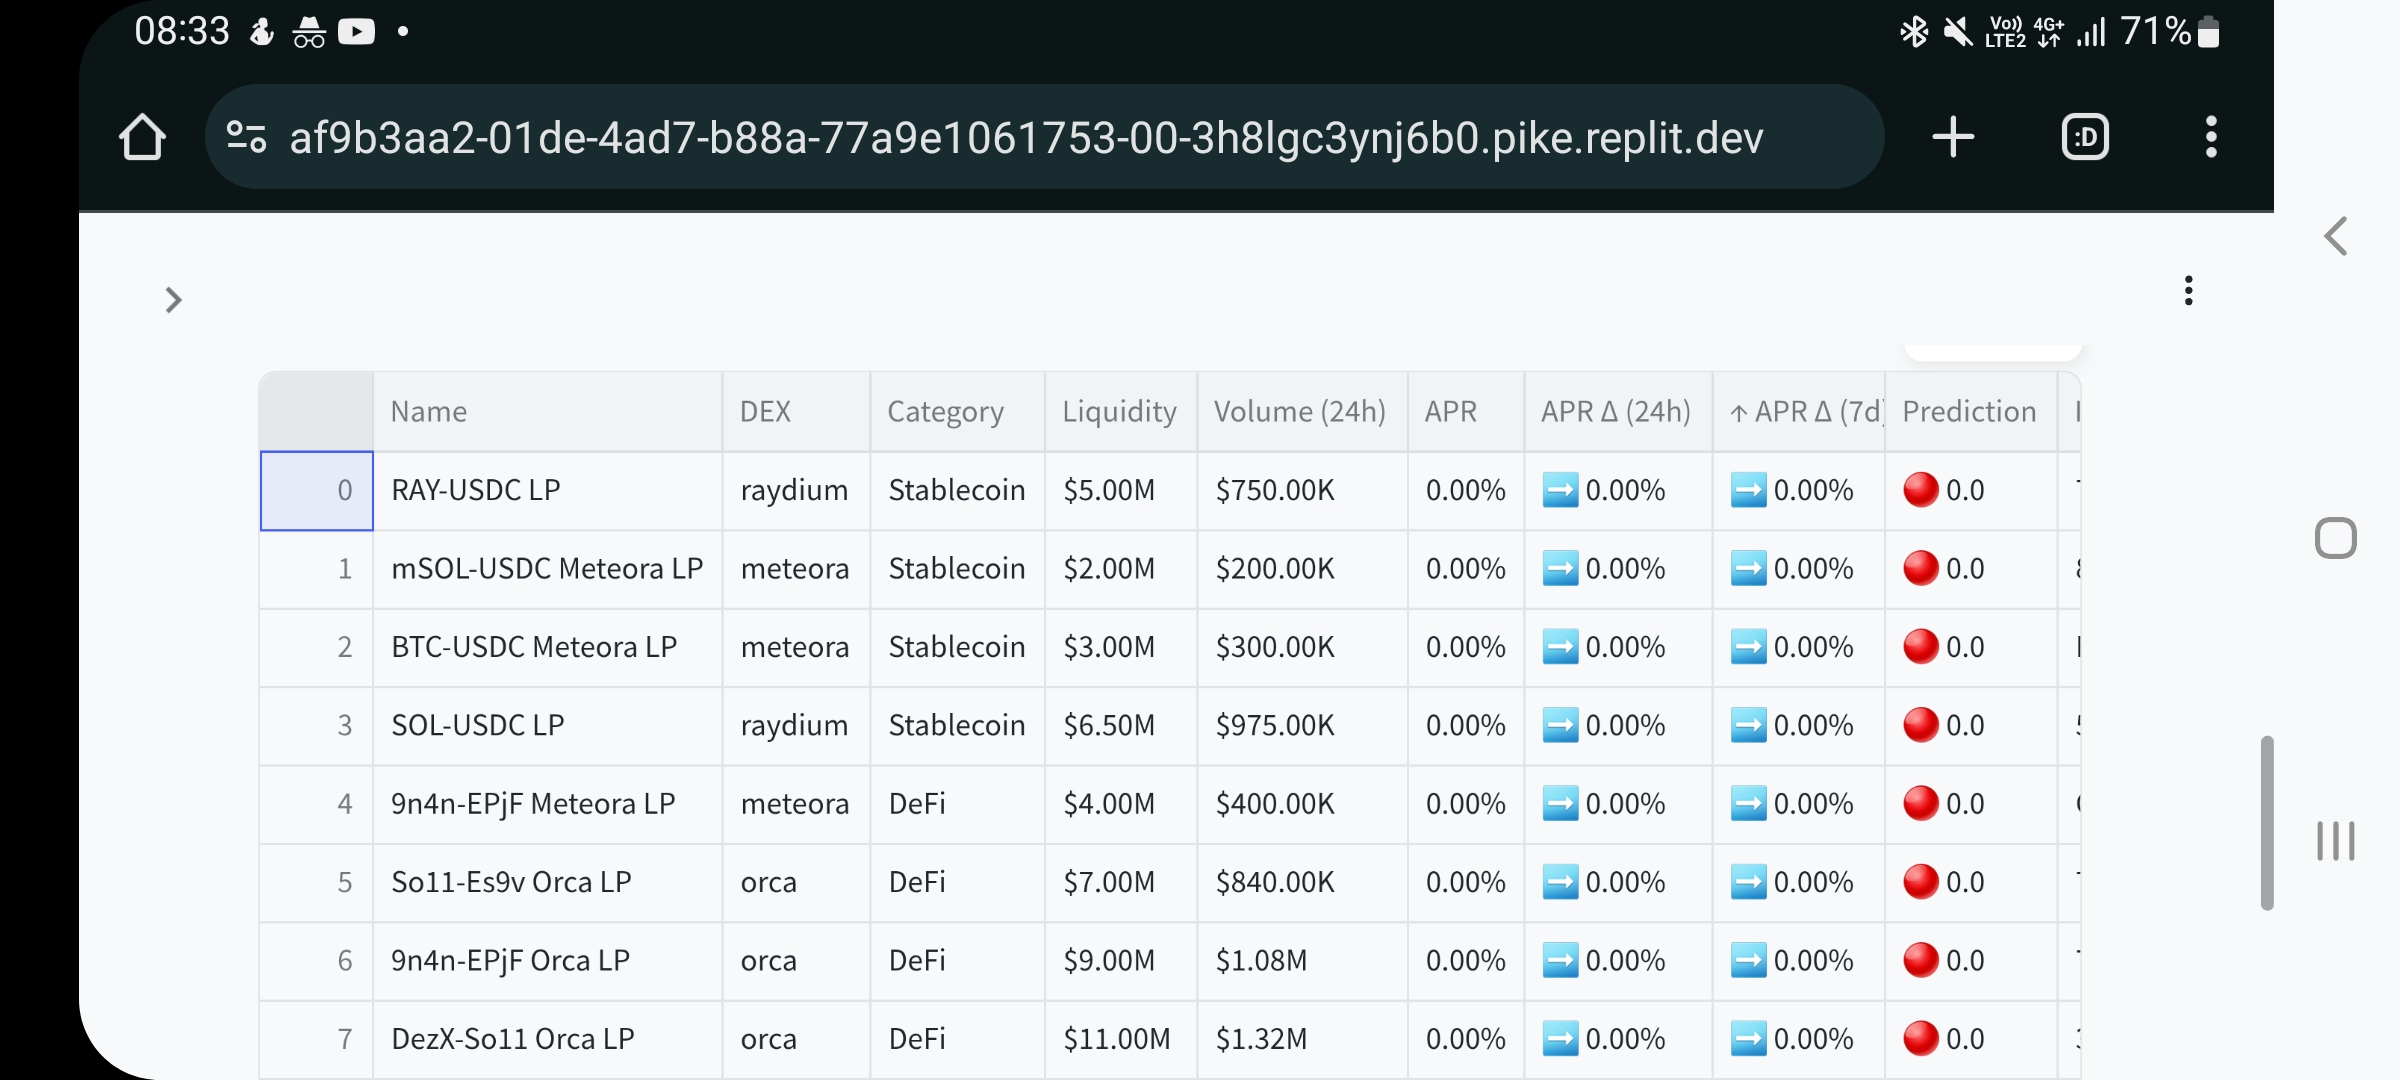 08:33
Vo)) LTE2 4G+ 71%
af9b3aa2-01de-4ad7-b88a-77a9e1061753-00-3h8lgc3ynj6b0.pike.replit.dev
:D
Name DEX Category Liquidity Volume (24h) APR APR Δ (24h) ↑ APR Δ (7d) Prediction
0 RAY-USDC LP raydium Stablecoin $5.00M $750.00K 0.00% ➡️ 0.00% ➡️ 0.00% 🔴 0.0
1 mSOL-USDC Meteora LP meteora Stablecoin $2.00M $200.00K 0.00% ➡️ 0.00% ➡️ 0.00% 🔴 0.0
2 BTC-USDC Meteora LP meteora Stablecoin $3.00M $300.00K 0.00% ➡️ 0.00% ➡️ 0.00% 🔴 0.0
3 SOL-USDC LP raydium Stablecoin $6.50M $975.00K 0.00% ➡️ 0.00% ➡️ 0.00% 🔴 0.0
4 9n4n-EPjF Meteora LP meteora DeFi $4.00M $400.00K 0.00% ➡️ 0.00% ➡️ 0.00% 🔴 0.0
5 So11-Es9v Orca LP orca DeFi $7.00M $840.00K 0.00% ➡️ 0.00% ➡️ 0.00% 🔴 0.0
6 9n4n-EPjF Orca LP orca DeFi $9.00M $1.08M 0.00% ➡️ 0.00% ➡️ 0.00% 🔴 0.0
7 DezX-So11 Orca LP orca DeFi $11.00M $1.32M 0.00% ➡️ 0.00% ➡️ 0.00% 🔴 0.0